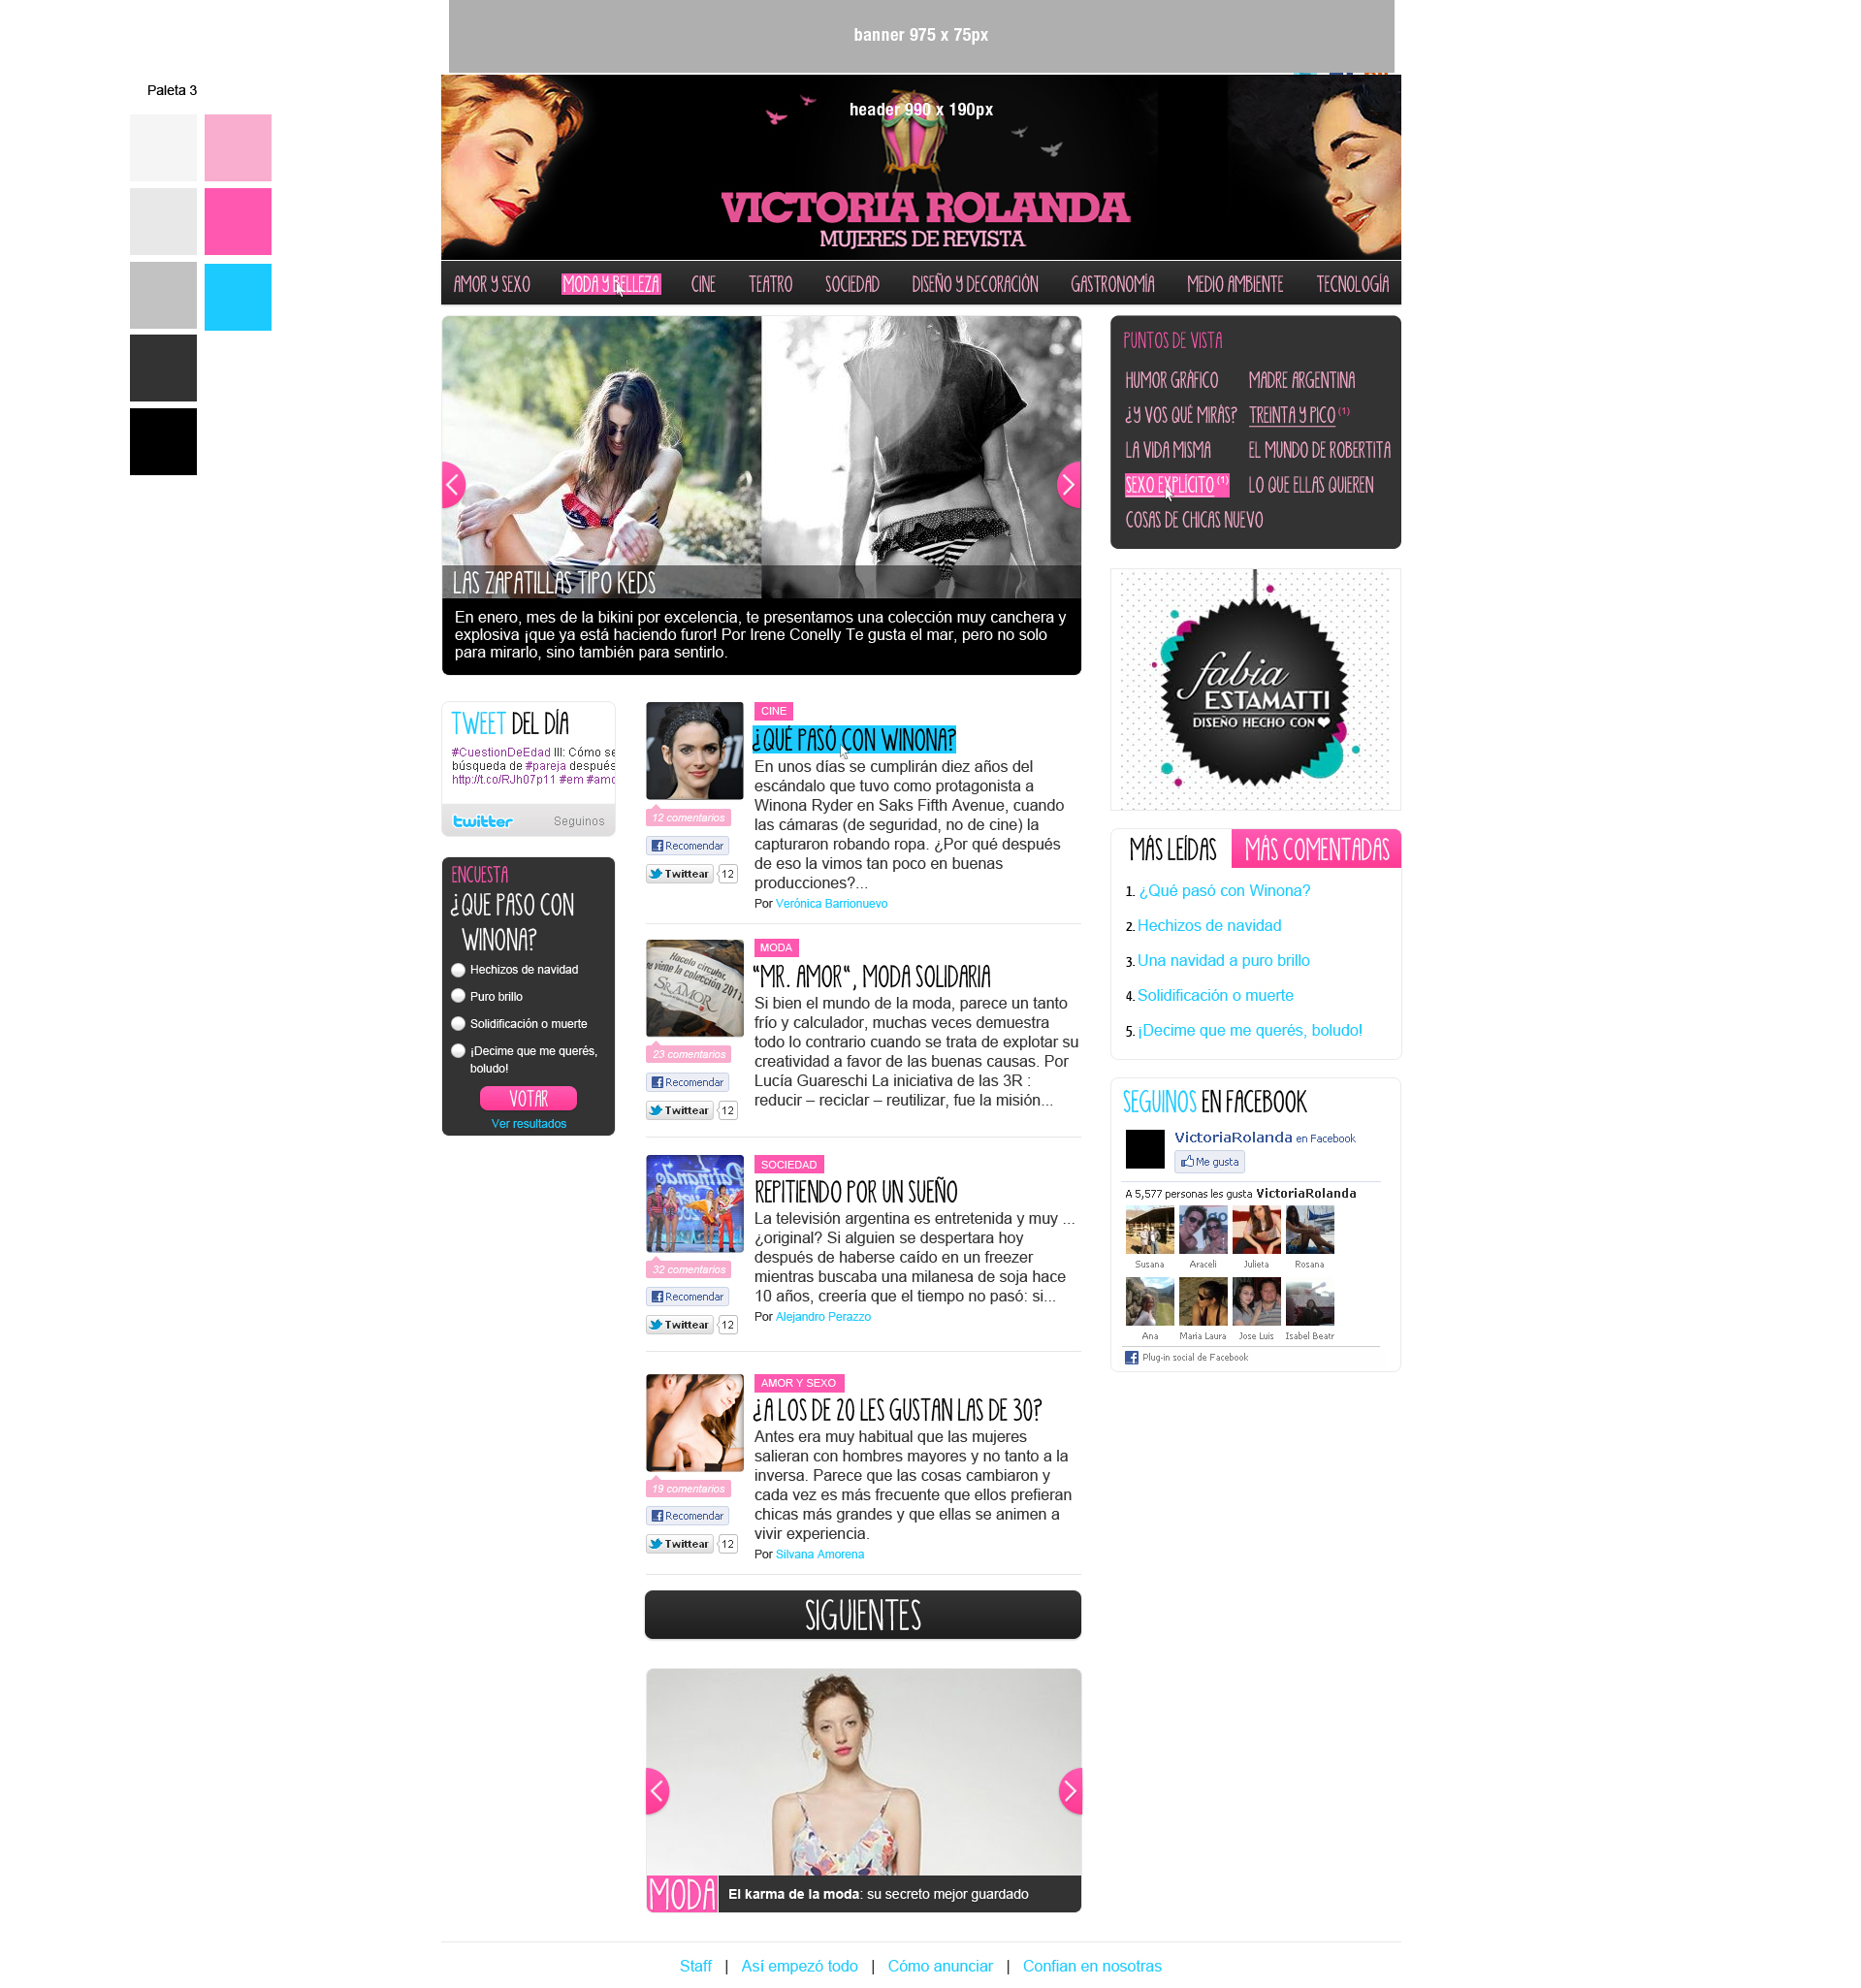 banner 975 x 75px
Paleta 3
header 990 x 190px
VICTORIA ROLANDA
MUJERES DE REVISTA
AMOR Y SEXO MODA Y BELLEZA CINE TEATRO SOCIEDAD DISEÑO Y DECORACIÓN GASTRONOMÍA MEDIO AMBIENTE TECNOLOGÍA
LAS ZAPATILLAS TIPO KEDS
En enero, mes de la bikini por excelencia, te presentamos una colección muy canchera y
explosiva ¡que ya está haciendo furor! Por Irene Conelly Te gusta el mar, pero no solo
para mirarlo, sino también para sentirlo.
PUNTOS DE VISTA
HUMOR GRÁFICO MADRE ARGENTINA
¿Y VOS QUÉ MIRÁS? TREINTA Y PICO (1)
LA VIDA MISMA EL MUNDO DE ROBERTITA
SEXO EXPLÍCITO (1) LO QUE ELLAS QUIEREN
COSAS DE CHICAS NUEVO
fabia
ESTAMATTI
DISEÑO HECHO CON
TWEET DEL DÍA
#CuestionDeEdad III: Cómo se
búsqueda de #pareja después
http://t.co/RJh07p11 #em #amo
twitter Seguinos
ENCUESTA
¿QUE PASO CON
WINONA?
Hechizos de navidad
Puro brillo
Solidificación o muerte
¡Decime que me querés,
boludo!
VOTAR
Ver resultados
CINE
¿QUÉ PASÓ CON WINONA?
En unos días se cumplirán diez años del
escándalo que tuvo como protagonista a
Winona Ryder en Saks Fifth Avenue, cuando
las cámaras (de seguridad, no de cine) la
capturaron robando ropa. ¿Por qué después
de eso la vimos tan poco en buenas
producciones?...
Por Verónica Barrionuevo
12 comentarios
Recomendar
Twittear 12
MODA
"MR. AMOR", MODA SOLIDARIA
Si bien el mundo de la moda, parece un tanto
frío y calculador, muchas veces demuestra
todo lo contrario cuando se trata de explotar su
creatividad a favor de las buenas causas. Por
Lucía Guareschi La iniciativa de las 3R :
reducir – reciclar – reutilizar, fue la misión...
Hacelo circular,
viene la colección 2011
SR.AMOR
23 comentarios
Recomendar
Twittear 12
SOCIEDAD
REPITIENDO POR UN SUEÑO
La televisión argentina es entretenida y muy ...
¿original? Si alguien se despertara hoy
después de haberse caído en un freezer
mientras buscaba una milanesa de soja hace
10 años, creería que el tiempo no pasó: si...
Por Alejandro Perazzo
32 comentarios
Recomendar
Twittear 12
AMOR Y SEXO
¿A LOS DE 20 LES GUSTAN LAS DE 30?
Antes era muy habitual que las mujeres
salieran con hombres mayores y no tanto a la
inversa. Parece que las cosas cambiaron y
cada vez es más frecuente que ellos prefieran
chicas más grandes y que ellas se animen a
vivir experiencia.
Por Silvana Amorena
19 comentarios
Recomendar
Twittear 12
SIGUIENTES
MODA El karma de la moda: su secreto mejor guardado
MÁS LEÍDAS MÁS COMENTADAS
1. ¿Qué pasó con Winona?
2. Hechizos de navidad
3. Una navidad a puro brillo
4. Solidificación o muerte
5. ¡Decime que me querés, boludo!
SEGUINOS EN FACEBOOK
VictoriaRolanda en Facebook
Me gusta
A 5,577 personas les gusta VictoriaRolanda
Susana Araceli Julieta Rosana
Ana Maria Laura Jose Luis Isabel Beatr
Plug-in social de Facebook
Staff | Así empezó todo | Cómo anunciar | Confian en nosotras